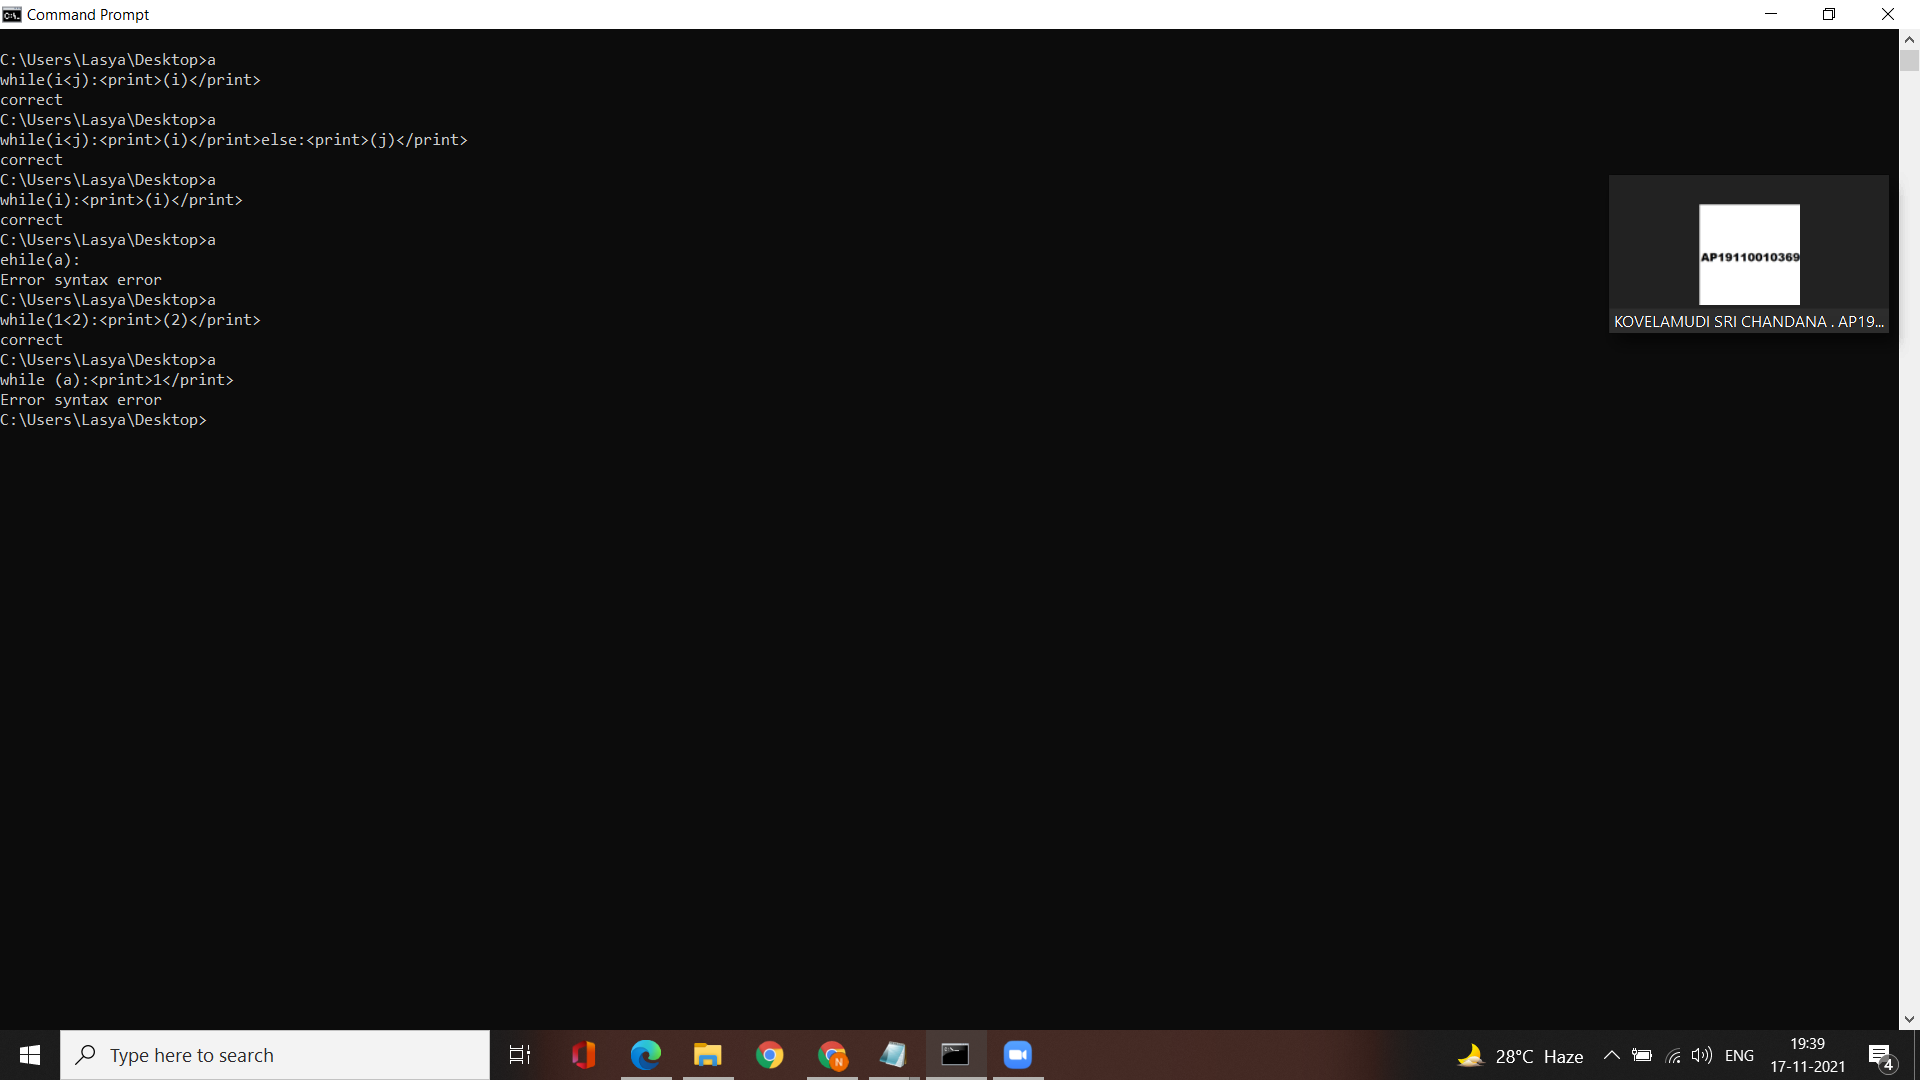 Command Prompt
C:\Users\Lasya\Desktop>a
while(i<j):<print>(i)</print>
correct
C:\Users\Lasya\Desktop>a
while(i<j):<print>(i)</print>else:<print>(j)</print>
correct
C:\Users\Lasya\Desktop>a
while(i):<print>(i)</print>
correct
C:\Users\Lasya\Desktop>a
ehile(a):
Error syntax error
C:\Users\Lasya\Desktop>a
while(1<2):<print>(2)</print>
correct
C:\Users\Lasya\Desktop>a
while (a):<print>1</print>
Error syntax error
C:\Users\Lasya\Desktop>
AP19110010369
KOVELAMUDI SRI CHANDANA . AP19...
Type here to search
N
28°C Haze
ENG
19:39
17-11-2021
4